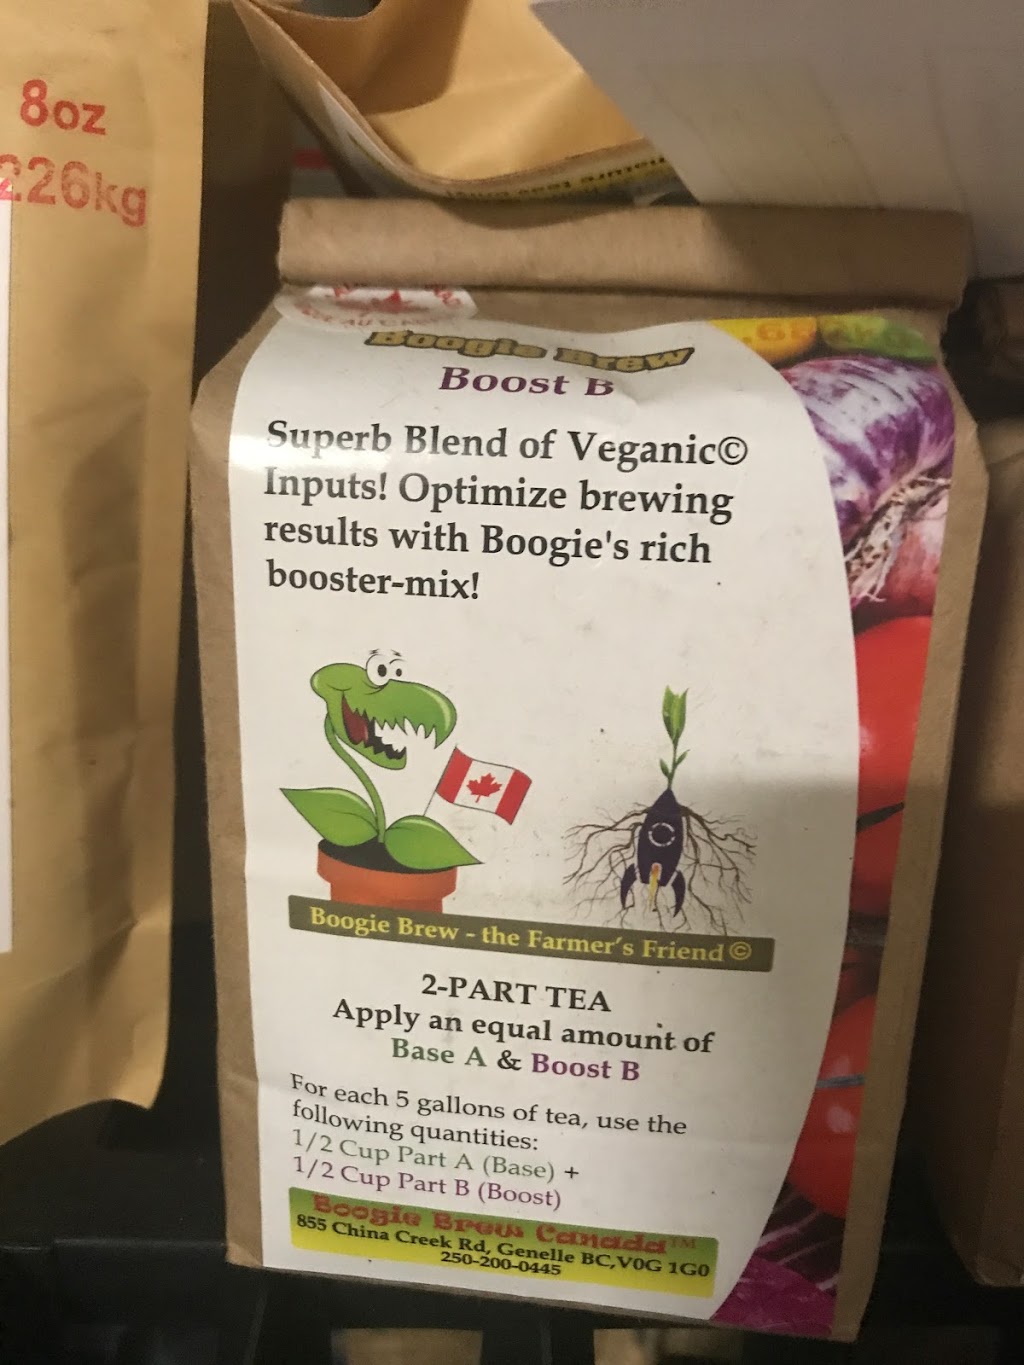 8oz
226kg
Boogie Brew
Boost B
Superb Blend of Veganic©
Inputs! Optimize brewing
results with Boogie's rich
booster-mix!
Boogie Brew - the Farmer's Friend©
2-PART TEA
Apply an equal amount of
Base A & Boost B
For each 5 gallons of tea, use the
following quantities:
1/2 Cup Part A (Base) +
1/2 Cup Part B (Boost)
Boogie Brew Canada™
855 China Creek Rd, Genelle BC,V0G 1G0
250-200-0445